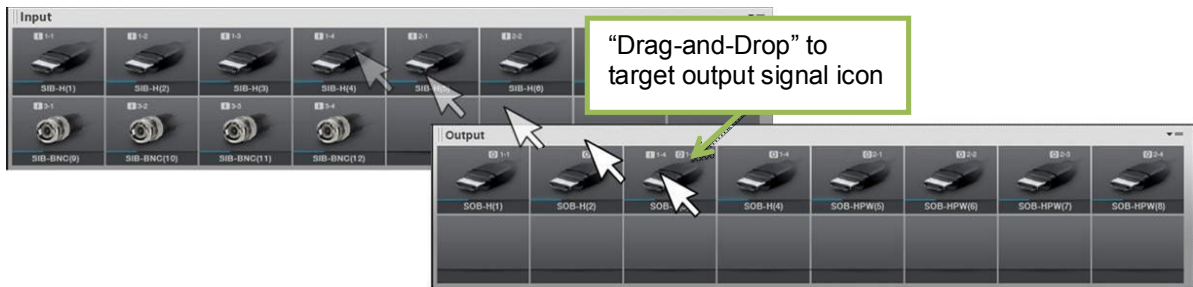 Input
I 1-1 I 1-2 I 1-3 I 1-4 I 2-1 I 2-2
SIB-H(1) SIB-H(2) SIB-H(3) SIB-H(4) SIB-H(6)
I 3-1 I 3-2 I 3-3 I 3-4
SIB-BNC(9) SIB-BNC(10) SIB-BNC(11) SIB-BNC(12)
“Drag-and-Drop” to
target output signal icon
Output
O 1-1 I 1-4 O 1-4 O 2-1 O 2-2 O 2-3 O 2-4
SOB-H(1) SOB-H(2) SOB-H(4) SOB-HPW(5) SOB-HPW(6) SOB-HPW(7) SOB-HPW(8)